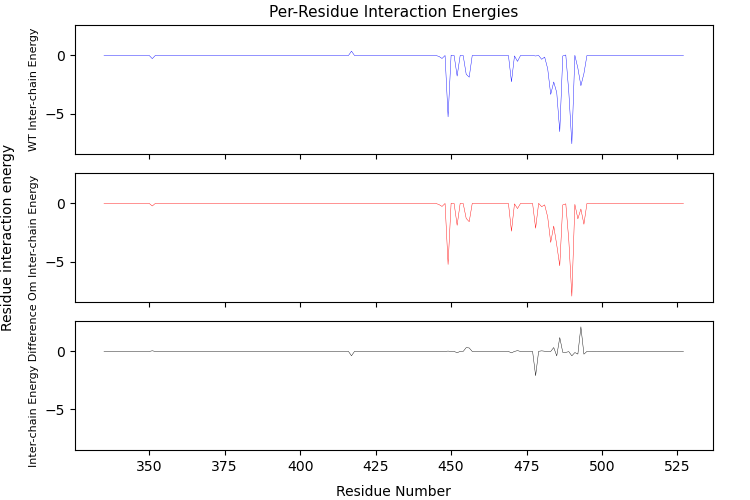 Per-Residue Interaction Energies
Residue interaction energy
WT Inter-chain Energy
0
−5
Om Inter-chain Energy
0
−5
Inter-chain Energy Difference
0
−5
350 375 400 425 450 475 500 525
Residue Number